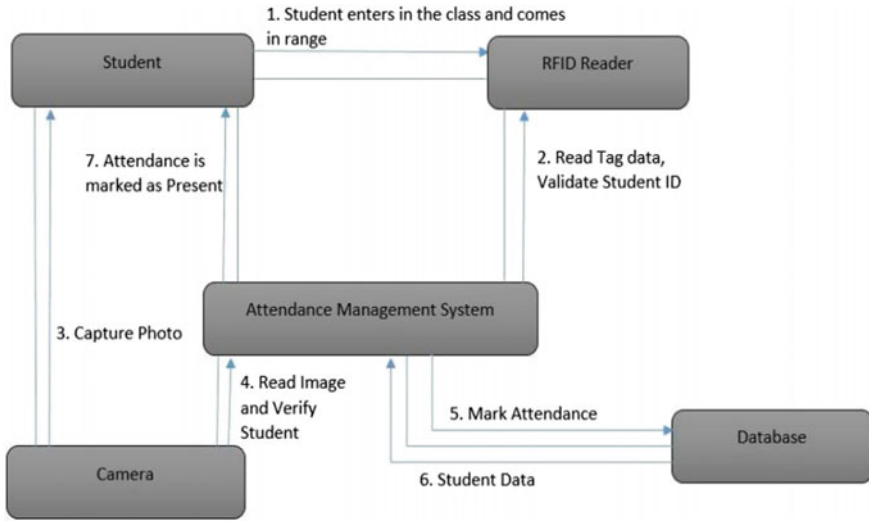 1. Student enters in the class and comes
in range
Student
RFID Reader
7. Attendance is
marked as Present
2. Read Tag data,
Validate Student ID
Attendance Management System
3. Capture Photo
4. Read Image
and Verify
Student
5. Mark Attendance
Database
Camera
6. Student Data